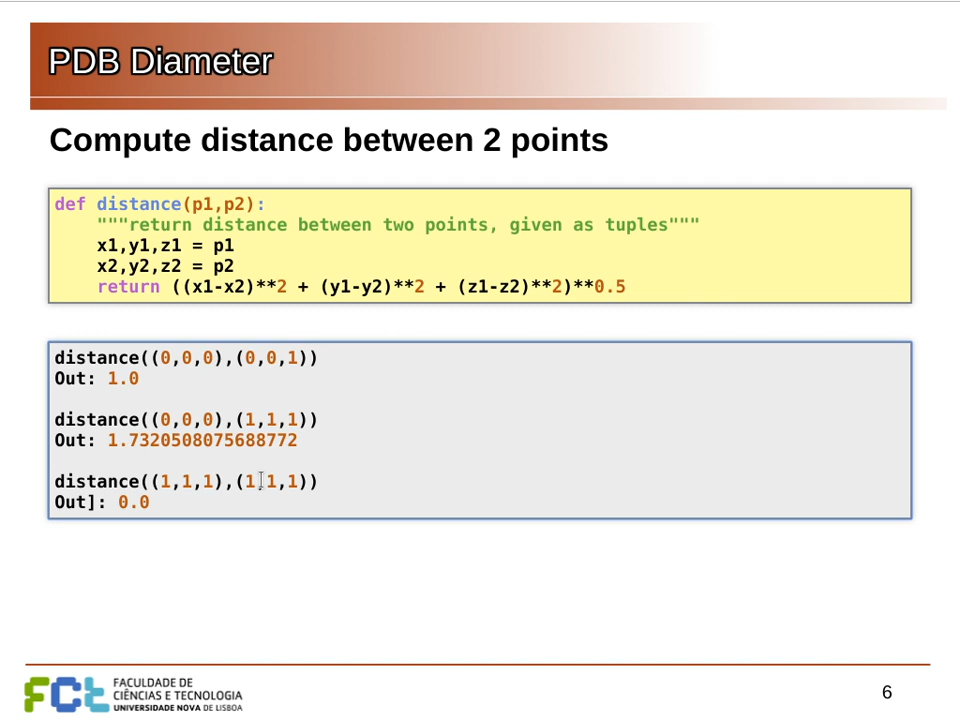 PDB Diameter
Compute distance between 2 points
def distance(p1,p2):
    """return distance between two points, given as tuples"""
    x1,y1,z1 = p1
    x2,y2,z2 = p2
    return ((x1-x2)**2 + (y1-y2)**2 + (z1-z2)**2)**0.5
distance((0,0,0),(0,0,1))
Out: 1.0
distance((0,0,0),(1,1,1))
Out: 1.7320508075688772
distance((1,1,1),(1,1,1))
Out]: 0.0
FCt
FACULDADE DE
CIÊNCIAS E TECNOLOGIA
UNIVERSIDADE NOVA DE LISBOA
6